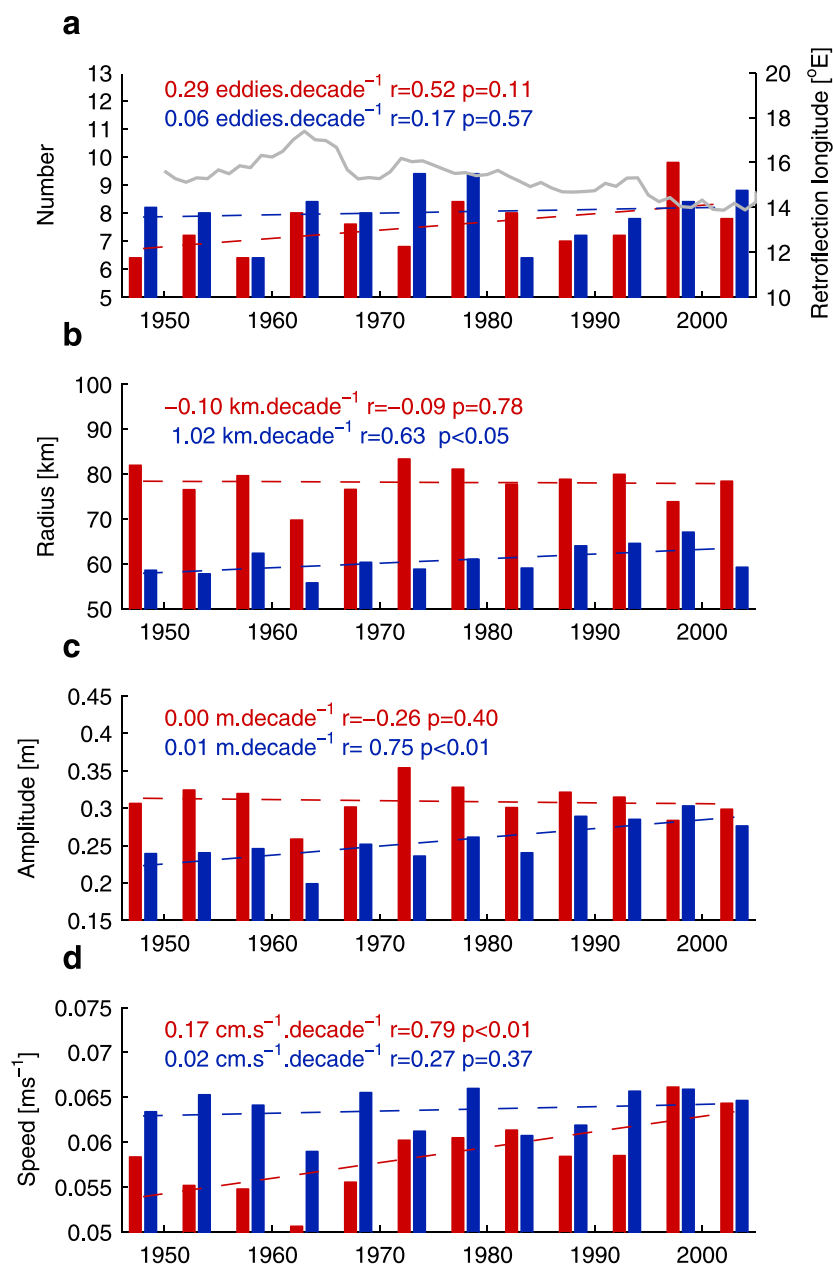 a
13
12
11
10
9
8
7
6
5
Number
0.29 eddies.decade⁻¹ r=0.52 p=0.11
0.06 eddies.decade⁻¹ r=0.17 p=0.57
20
18
16
14
12
10
Retroflection longitude [°E]
1950 1960 1970 1980 1990 2000
b
100
90
80
70
60
50
Radius [km]
−0.10 km.decade⁻¹ r=−0.09 p=0.78
1.02 km.decade⁻¹ r=0.63 p<0.05
1950 1960 1970 1980 1990 2000
c
0.45
0.4
0.35
0.3
0.25
0.2
0.15
Amplitude [m]
0.00 m.decade⁻¹ r=−0.26 p=0.40
0.01 m.decade⁻¹ r= 0.75 p<0.01
1950 1960 1970 1980 1990 2000
d
0.075
0.07
0.065
0.06
0.055
0.05
Speed [ms⁻¹]
0.17 cm.s⁻¹.decade⁻¹ r=0.79 p<0.01
0.02 cm.s⁻¹.decade⁻¹ r=0.27 p=0.37
1950 1960 1970 1980 1990 2000